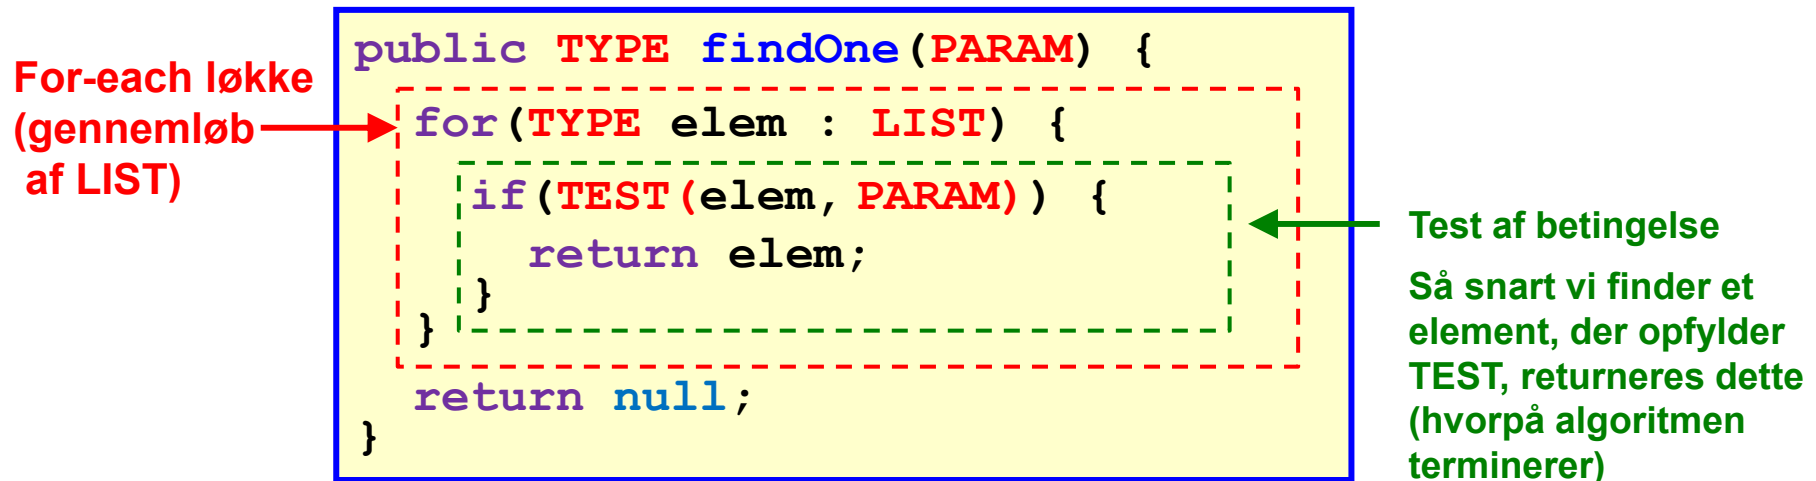 For-each løkke
(gennemløb
af LIST)
public TYPE findOne(PARAM) {
for(TYPE elem : LIST) {
if(TEST(elem, PARAM)) {
return elem;
}
}
return null;
}
Test af betingelse
Så snart vi finder et
element, der opfylder
TEST, returneres dette
(hvorpå algoritmen
terminerer)